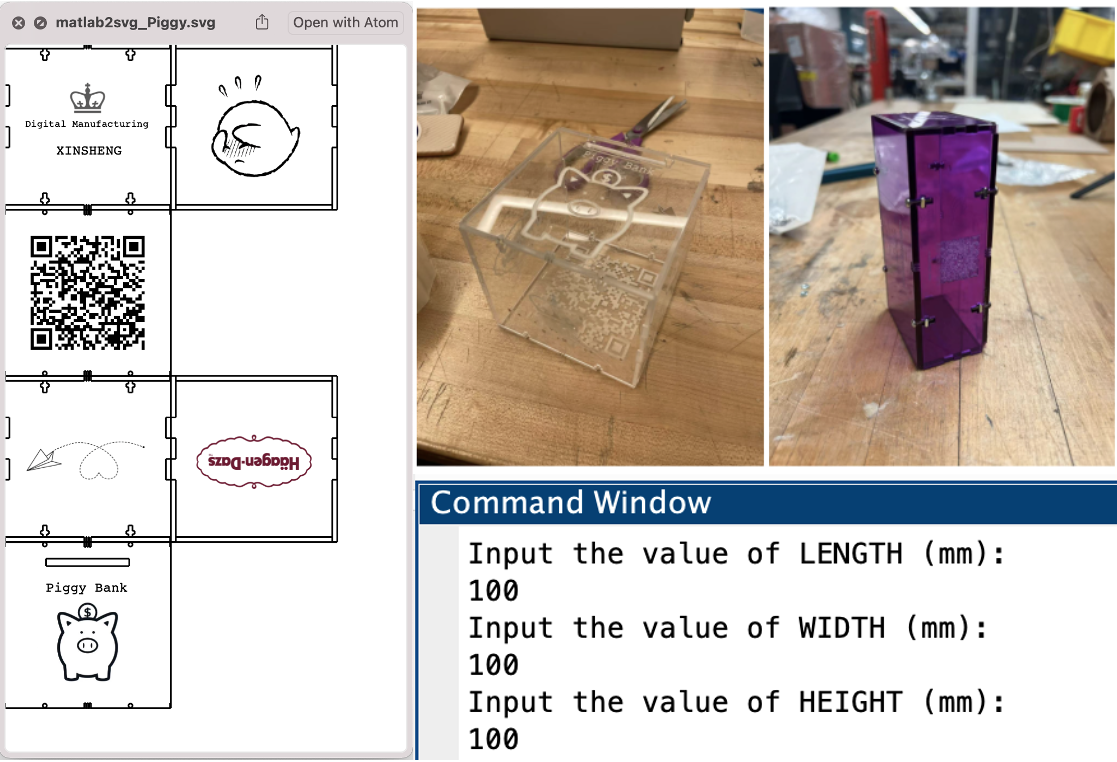 matlab2svg_Piggy.svg
Open with Atom
Digital Manufacturing
XINSHENG
Häagen-Dazs
Piggy Bank
$
Piggy Bank
$
Command Window
Input the value of LENGTH (mm):
100
Input the value of WIDTH (mm):
100
Input the value of HEIGHT (mm):
100